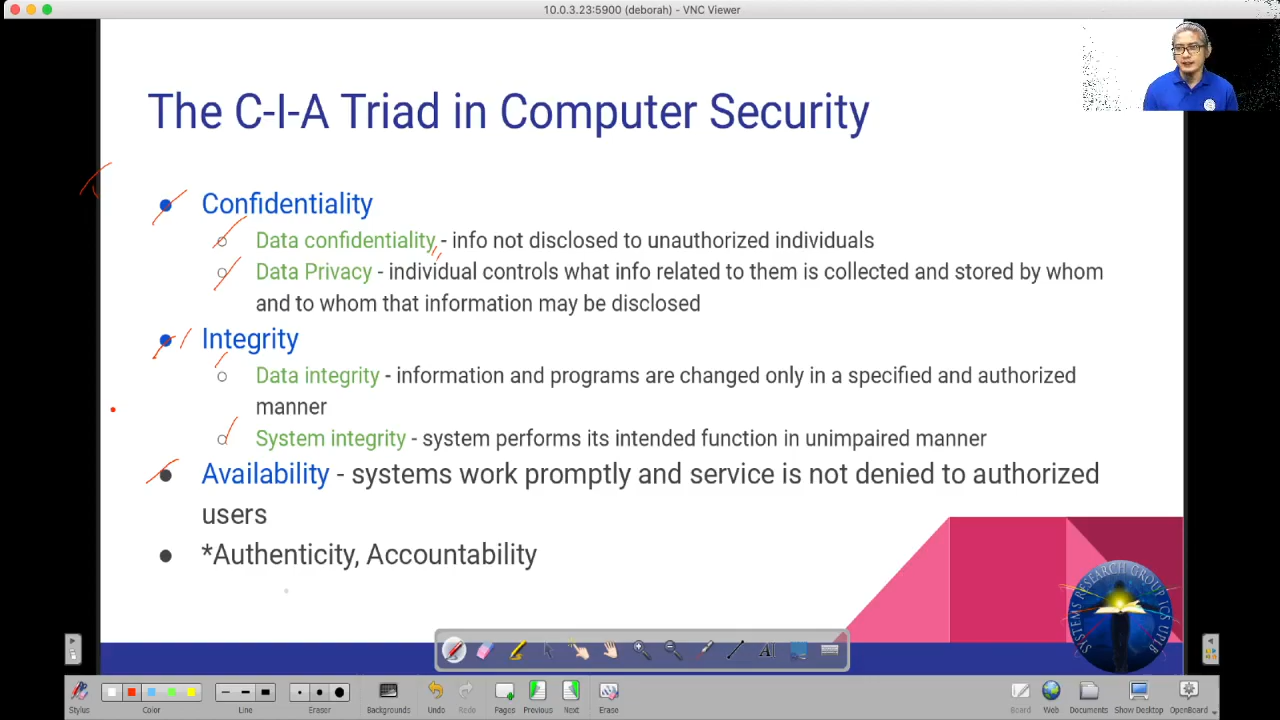 10.0.3.23:5900 (deborah) - VNC Viewer
The C-I-A Triad in Computer Security
Confidentiality
Data confidentiality - info not disclosed to unauthorized individuals
Data Privacy - individual controls what info related to them is collected and stored by whom
and to whom that information may be disclosed
Integrity
Data integrity - information and programs are changed only in a specified and authorized
manner
System integrity - system performs its intended function in unimpaired manner
Availability - systems work promptly and service is not denied to authorized
users
*Authenticity, Accountability
SYSTEMS RESEARCH GROUP ICS UPLB
Stylus
Color
Line
Eraser
Backgrounds
Undo
Redo
Pages
Previous
Next
Erase
Board
Web
Documents
Show Desktop
OpenBoard